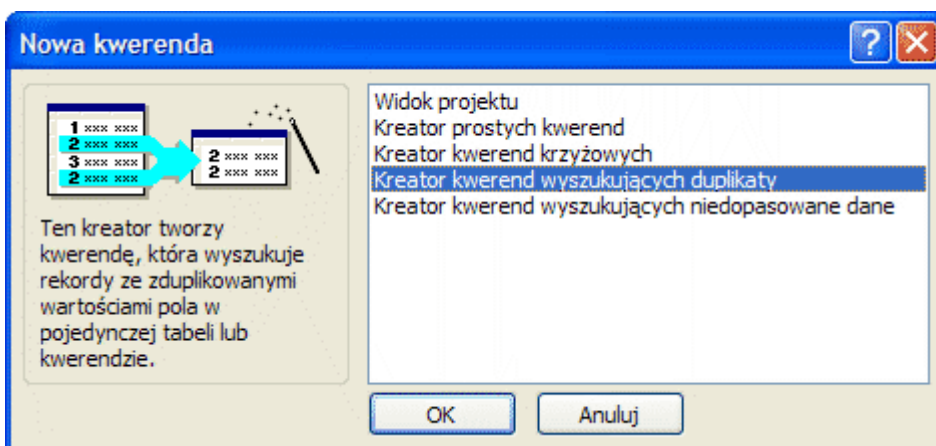 Nowa kwerenda
1 xxx xxx
2 xxx xxx
3 xxx xxx
2 xxx xxx
2 xxx xxx
2 xxx xxx
Ten kreator tworzy
kwerendę, która wyszukuje
rekordy ze zduplikowanymi
wartościami pola w
pojedynczej tabeli lub
kwerendzie.
Widok projektu
Kreator prostych kwerend
Kreator kwerend krzyżowych
Kreator kwerend wyszukujących duplikaty
Kreator kwerend wyszukujących niedopasowane dane
OK
Anuluj